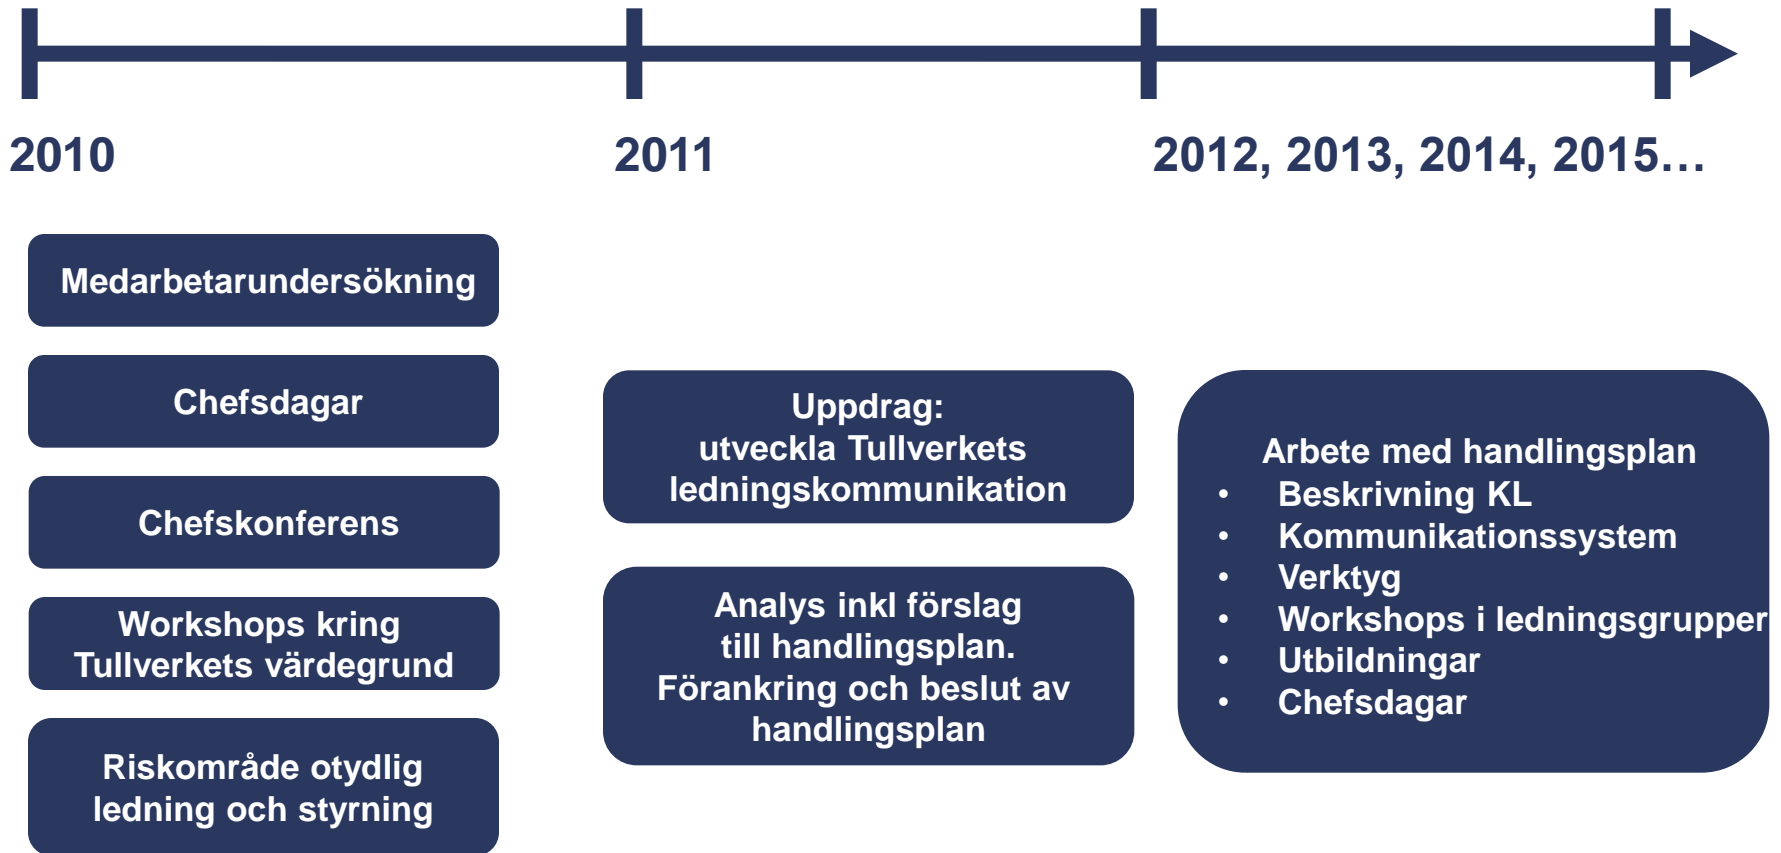 2010
2011
2012, 2013, 2014, 2015…
Medarbetarundersökning
Chefsdagar
Chefskonferens
Workshops kring
Tullverkets värdegrund
Riskområde otydlig
ledning och styrning
Uppdrag:
utveckla Tullverkets
ledningskommunikation
Analys inkl förslag
till handlingsplan.
Förankring och beslut av
handlingsplan
Arbete med handlingsplan
• Beskrivning KL
• Kommunikationssystem
• Verktyg
• Workshops i ledningsgrupper
• Utbildningar
• Chefsdagar